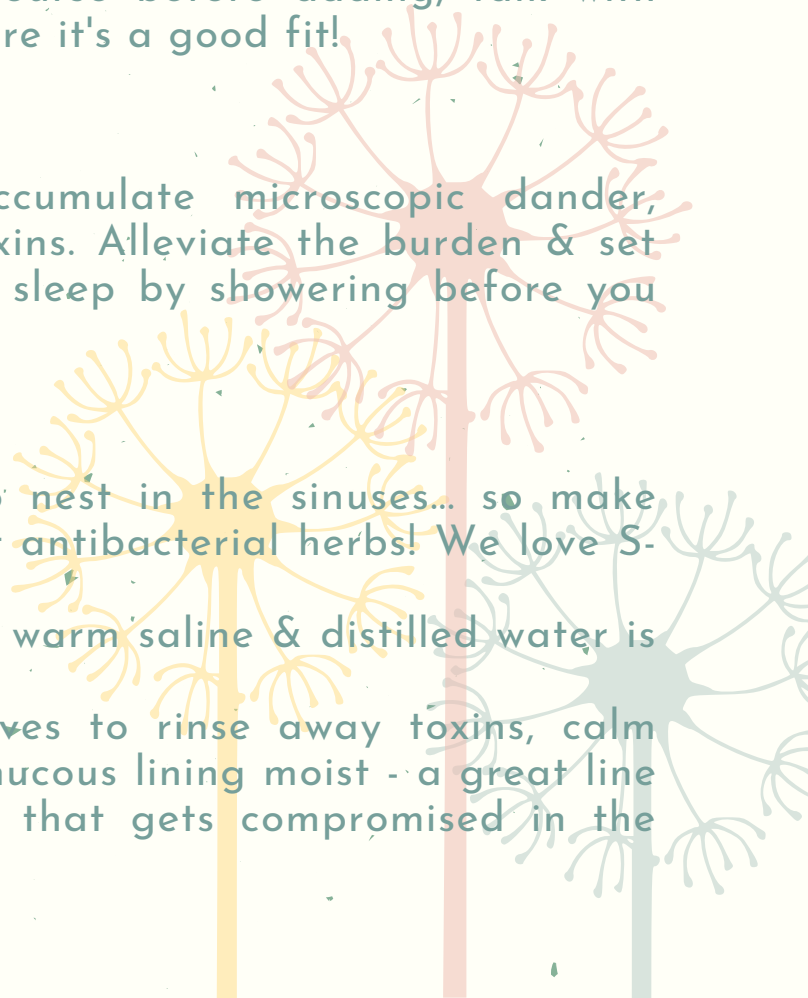 re it's a good fit!
ccumulate microscopic dander,
xins. Alleviate the burden & set
sleep by showering before you
nest in the sinuses... so make
antibacterial herbs! We love S-
warm saline & distilled water is
ves to rinse away toxins, calm
nucous lining moist - a great line
that gets compromised in the